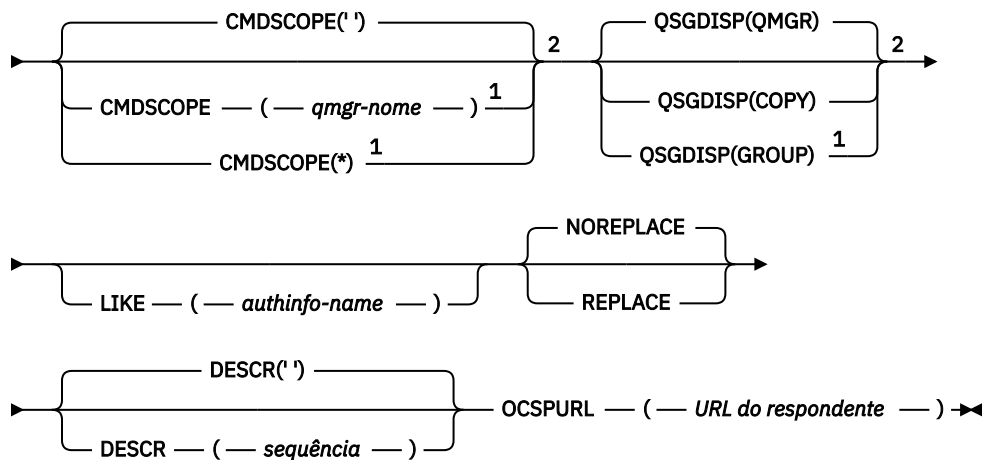 CMDSCOPE(' ') 2 QSGDISP(QMGR) 2
CMDSCOPE ( qmgr-nome ) 1 QSGDISP(COPY)
CMDSCOPE(*) 1 QSGDISP(GROUP) 1
NOREPLACE
LIKE ( authinfo-name ) REPLACE
DESCR(' ')
OCSPURL ( URL do respondente )
DESCR ( sequência )